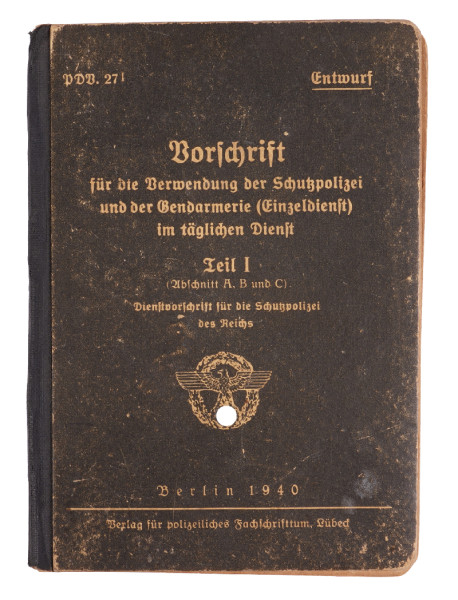 PDV. 27¹
Entwurf
Vorschrift
für die Verwendung der Schutzpolizei
und der Gendarmerie (Einzeldienst)
im täglichen Dienst
Teil I
(Abschnitt A, B und C)
Dienstvorschrift für die Schutzpolizei
des Reichs
Berlin 1940
Verlag für polizeiliches Fachschrifttum, Lübeck